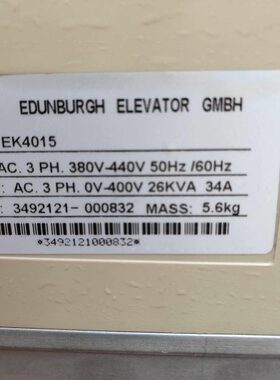 EDUNBURGH ELEVATOR GMBH
EK4015
AC. 3 PH. 380V-440V 50Hz /60Hz
: AC. 3 PH. 0V-400V 26KVA 34A
: 3492121- 000832 MASS: 5.6kg
*3492121000832*